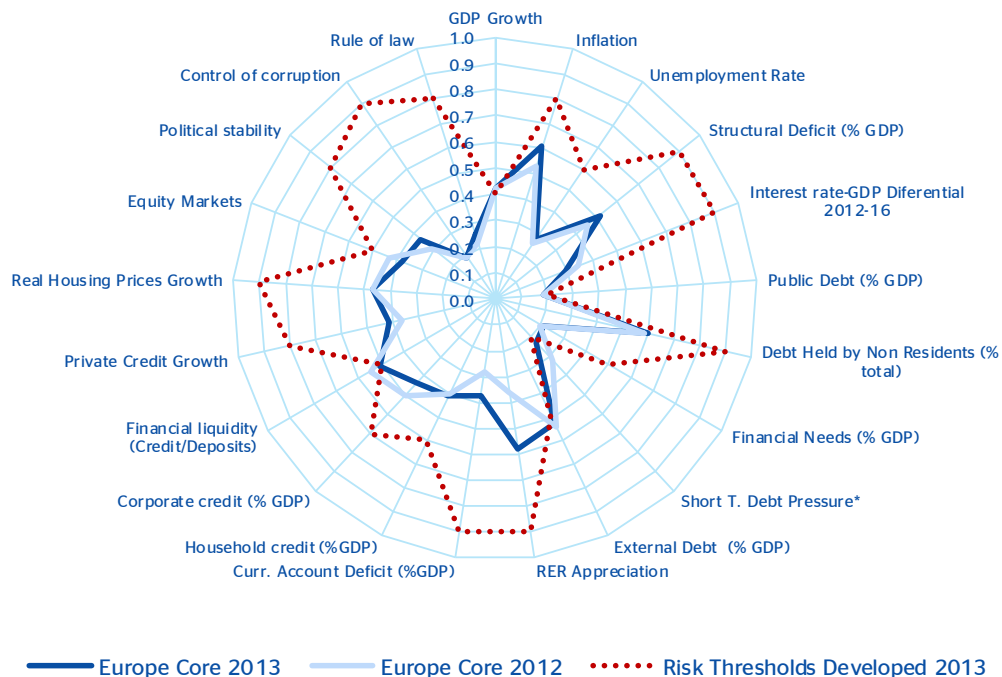 GDP Growth
Inflation
Unemployment Rate
Structural Deficit (% GDP)
Interest rate-GDP Diferential
2012-16
Public Debt (% GDP)
Debt Held by Non Residents (%
total)
Financial Needs (% GDP)
Short T. Debt Pressure*
External Debt (% GDP)
RER Appreciation
Curr. Account Deficit (%GDP)
Household credit (%GDP)
Corporate credit (% GDP)
Financial liquidity
(Credit/Deposits)
Private Credit Growth
Real Housing Prices Growth
Equity Markets
Political stability
Control of corruption
Rule of law
1.0
0.9
0.8
0.7
0.6
0.5
0.4
0.3
0.2
0.1
0.0
Europe Core 2013
Europe Core 2012
Risk Thresholds Developed 2013